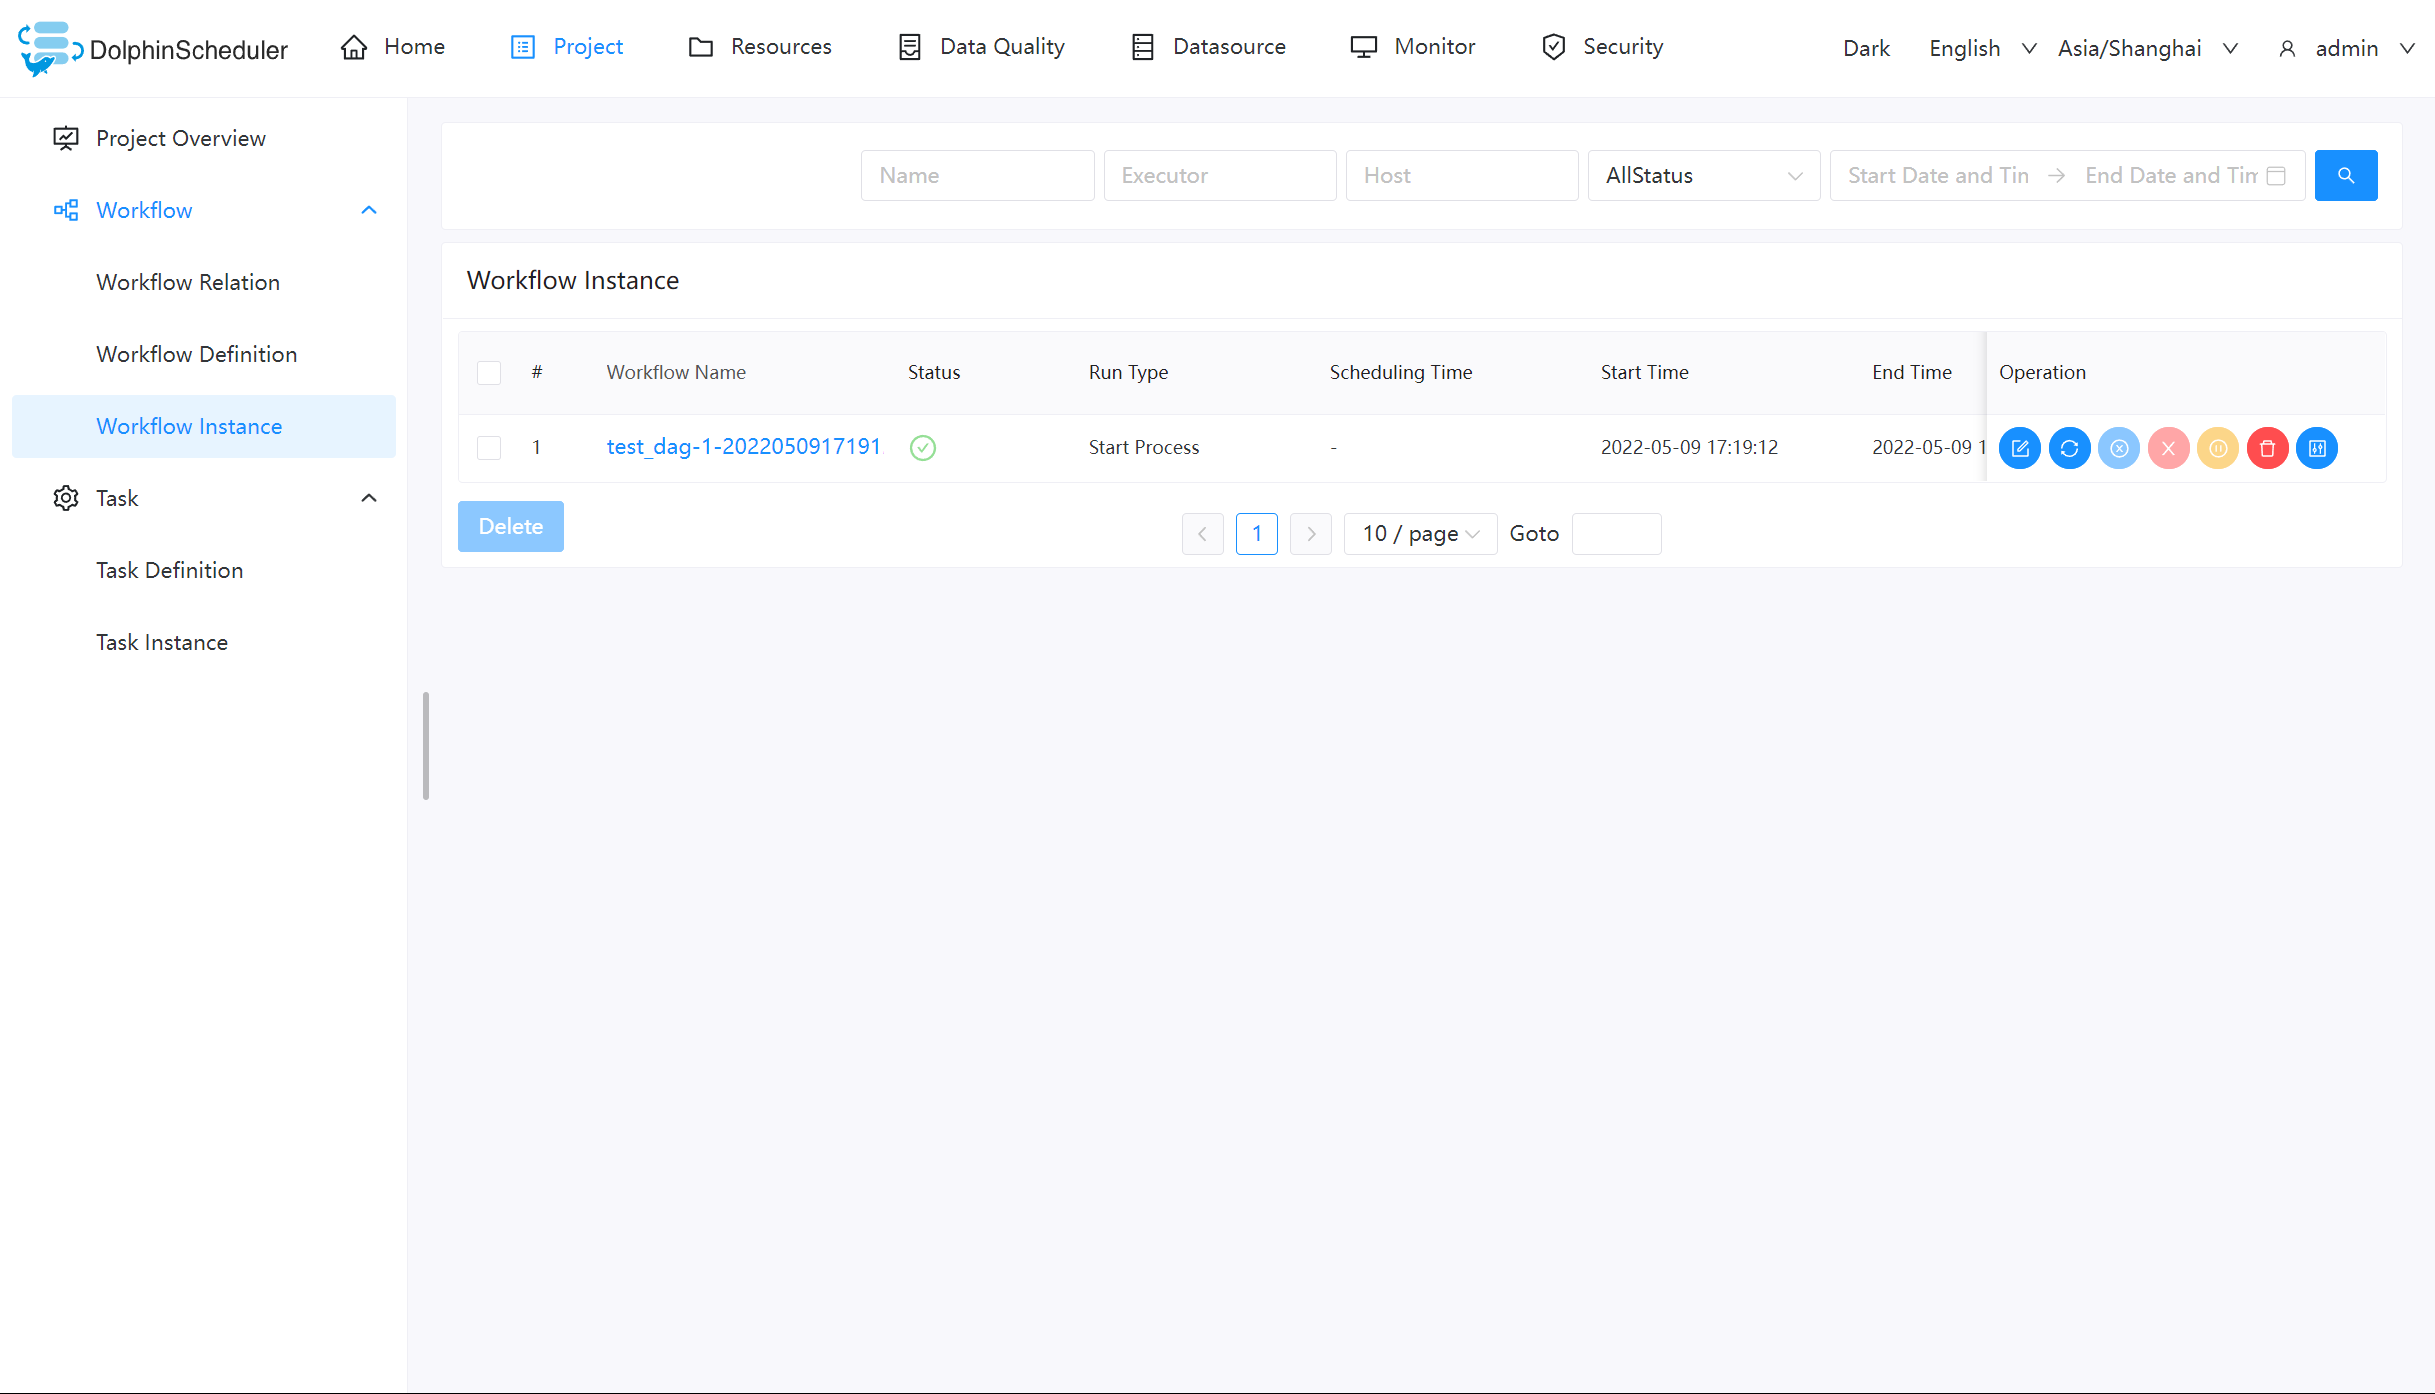 DolphinScheduler Home Project Resources Data Quality Datasource Monitor Security Dark English Asia/Shanghai admin
Project Overview
Workflow
Workflow Relation
Workflow Definition
Workflow Instance
Task
Task Definition
Task Instance
Name Executor Host AllStatus Start Date and Tim End Date and Tim
Workflow Instance
# Workflow Name Status Run Type Scheduling Time Start Time End Time Operation
1 test_dag-1-2022050917191. Start Process - 2022-05-09 17:19:12 2022-05-09 1
Delete 1 10 / page Goto